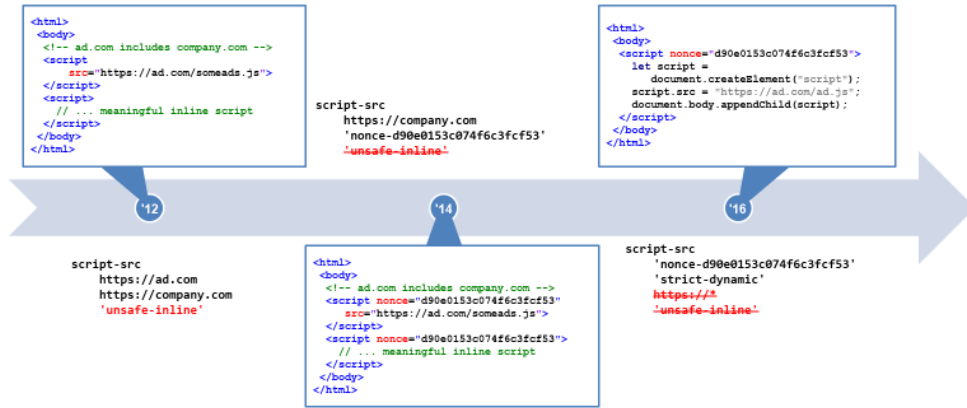 <html>
<body>
<!-- ad.com includes company.com -->
<script
src="https://ad.com/someads.js">
</script>
<script>
// ... meaningful inline script
</script>
</body>
</html>
script-src
https://company.com
'nonce-d90e0153c074f6c3fcf53'
'unsafe-inline'
<html>
<body>
<script nonce="d90e0153c074f6c3fcf53">
let script =
document.createElement("script");
script.src = "https://ad.com/ad.js";
document.body.appendChild(script);
</script>
</body>
</html>
'12
'14
'16
script-src
https://ad.com
https://company.com
'unsafe-inline'
<html>
<body>
<!-- ad.com includes company.com -->
<script nonce="d90e0153c074f6c3fcf53"
src="https://ad.com/someads.js">
</script>
<script nonce="d90e0153c074f6c3fcf53">
// ... meaningful inline script
</script>
</body>
</html>
script-src
'nonce-d90e0153c074f6c3fcf53'
'strict-dynamic'
https://*
'unsafe-inline'